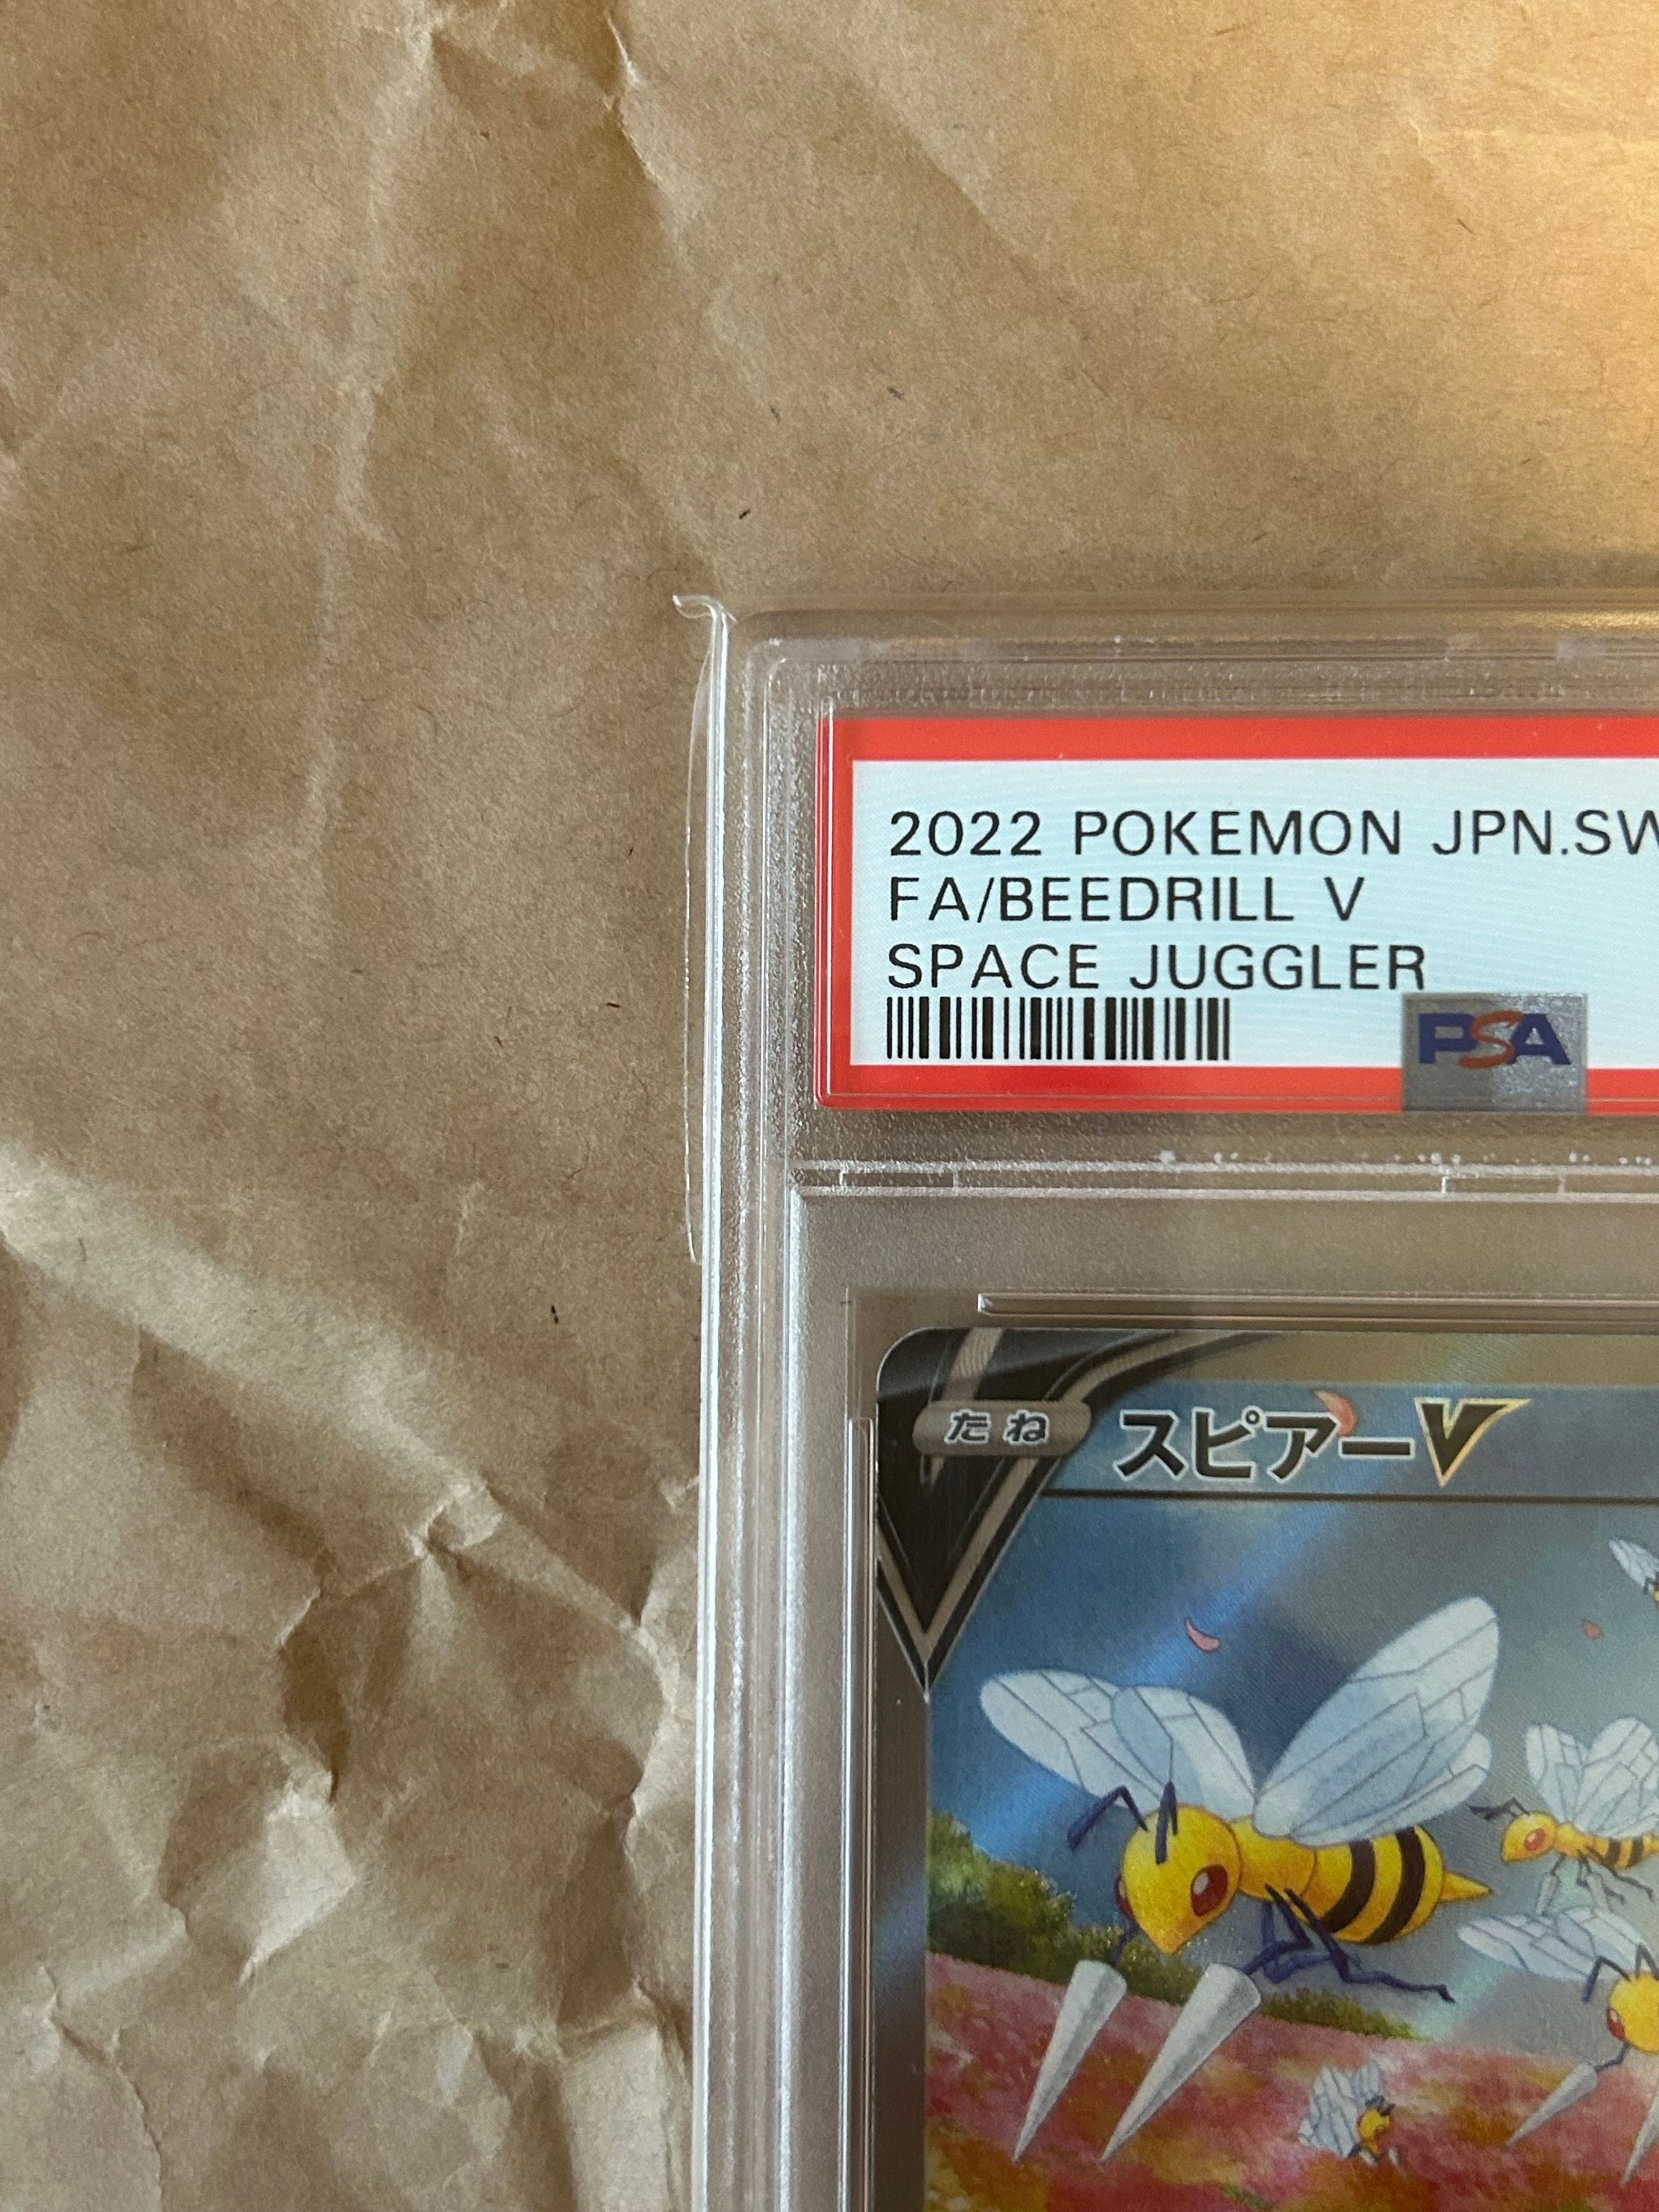 2022 POKEMON JPN.SW
FA/BEEDRILL V
SPACE JUGGLER
PSA
たね スピアーV